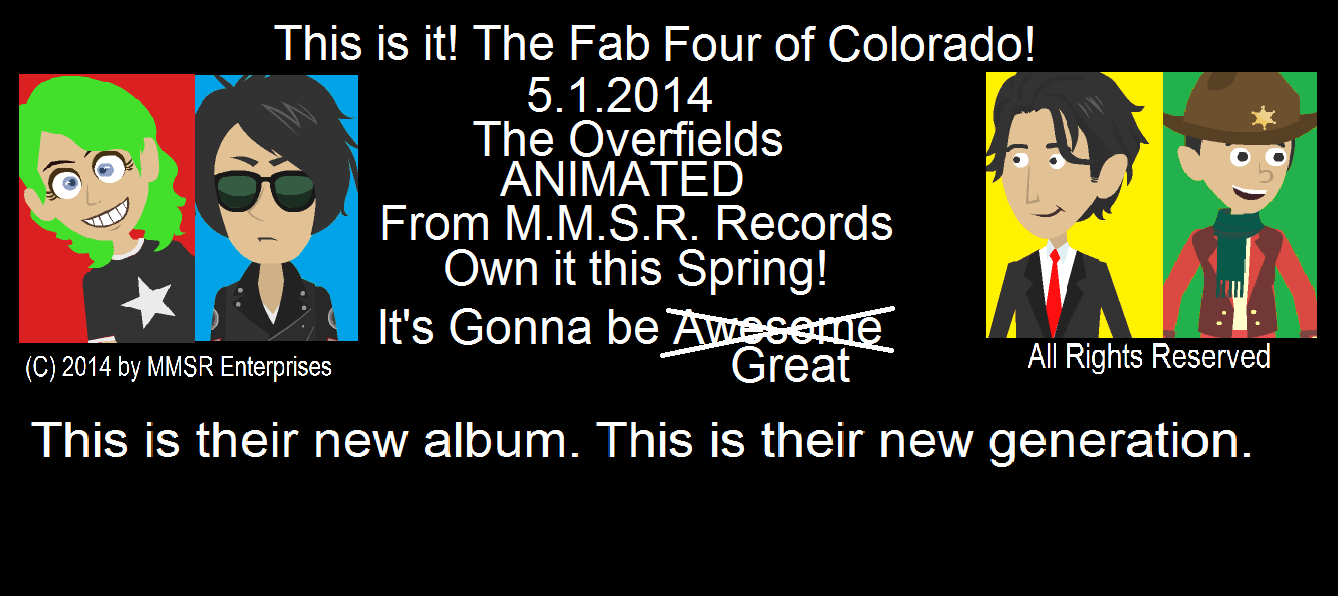 This is it! The Fab Four of Colorado!
5.1.2014
The Overfields
ANIMATED
From M.M.S.R. Records
Own it this Spring!
It's Gonna be Awesome
Great
(C) 2014 by MMSR Enterprises
All Rights Reserved
This is their new album. This is their new generation.